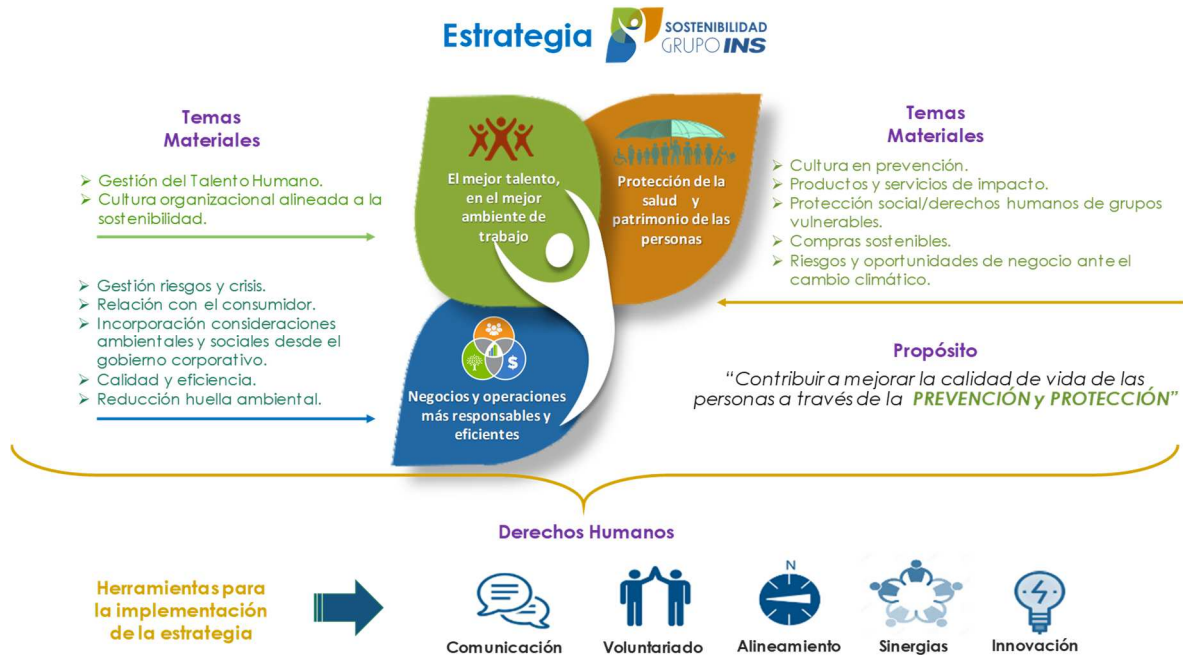 Estrategia
SOSTENIBILIDAD
GRUPO INS
Temas
Materiales
➢ Gestión del Talento Humano.
➢ Cultura organizacional alineada a la
sostenibilidad.
➢ Gestión riesgos y crisis.
➢ Relación con el consumidor.
➢ Incorporación consideraciones
ambientales y sociales desde el
gobierno corporativo.
➢ Calidad y eficiencia.
➢ Reducción huella ambiental.
El mejor talento,
en el mejor
ambiente de
trabajo
Protección de la
salud y
patrimonio de las
personas
$
Negocios y operaciones
más responsables y
eficientes
Temas
Materiales
➢ Cultura en prevención.
➢ Productos y servicios de impacto.
➢ Protección social/derechos humanos de grupos
vulnerables.
➢ Compras sostenibles.
➢ Riesgos y oportunidades de negocio ante el
cambio climático.
Propósito
“Contribuir a mejorar la calidad de vida de las
personas a través de la PREVENCIÓN y PROTECCIÓN”
Derechos Humanos
Herramientas para
la implementación
de la estrategia
N
Comunicación
Voluntariado
Alineamiento
Sinergias
Innovación